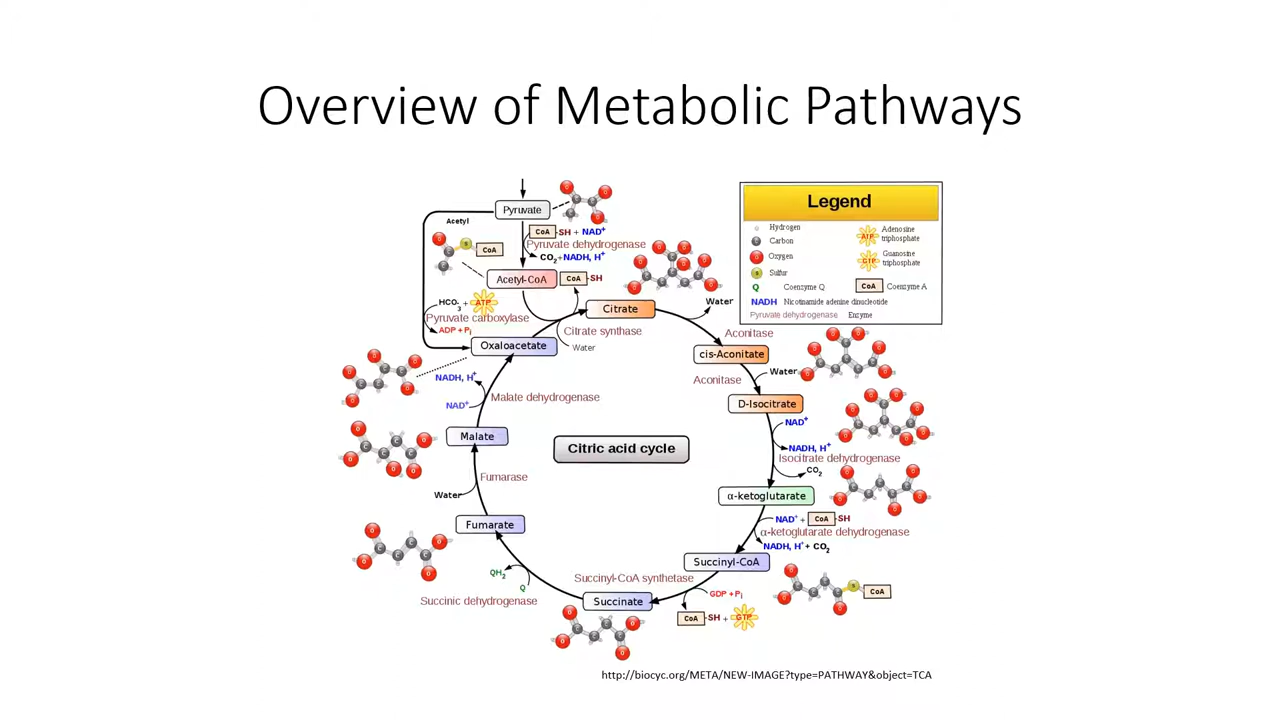 Overview of Metabolic Pathways
Pyruvate
Acetyl
CoA -SH + NAD+
Pyruvate dehydrogenase
CO2+NADH, H+
S CoA
Acetyl-CoA
CoA -SH
HCO3- + ATP
Pyruvate carboxylase
ADP + Pi
Citrate
Water
Citrate synthase
Water
Oxaloacetate
Aconitase
cis-Aconitate
Water
Aconitase
D-Isocitrate
NAD+
NADH, H+
Isocitrate dehydrogenase
CO2
α-ketoglutarate
NAD+ + CoA -SH
α-ketoglutarate dehydrogenase
NADH, H+ + CO2
Succinyl-CoA
S CoA
Succinyl-CoA synthetase
GDP + Pi
CoA -SH + GTP
Succinate
QH2
Q
Succinic dehydrogenase
Fumarate
Water
Fumarase
Malate
NAD+
Malate dehydrogenase
NADH, H+
Citric acid cycle
Legend
Hydrogen
Carbon
Oxygen
Sulfur
Q Coenzyme Q
NADH Nicotinamide adenine dinucleotide
Pyruvate dehydrogenase Enzyme
ATP Adenosine triphosphate
GTP Guanosine triphosphate
CoA Coenzyme A
http://biocyc.org/META/NEW-IMAGE?type=PATHWAY&object=TCA